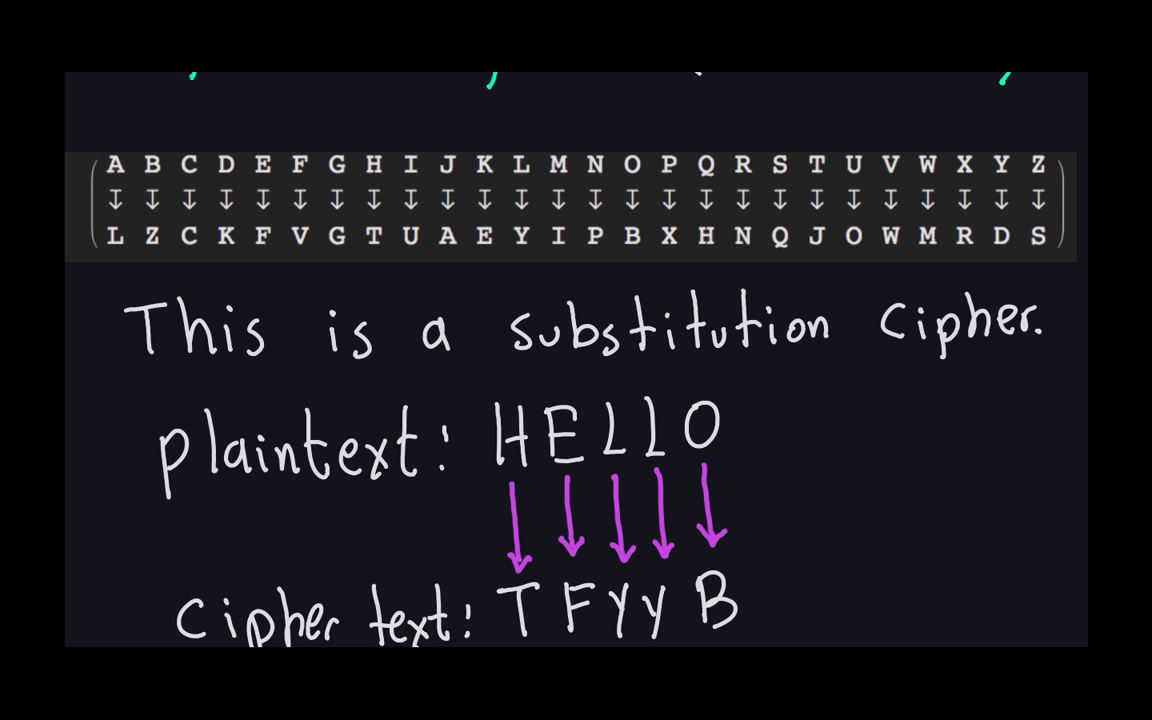 A B C D E F G H I J K L M N O P Q R S T U V W X Y Z
↧ ↧ ↧ ↧ ↧ ↧ ↧ ↧ ↧ ↧ ↧ ↧ ↧ ↧ ↧ ↧ ↧ ↧ ↧ ↧ ↧ ↧ ↧ ↧ ↧ ↧
L Z C K F V G T U A E Y I P B X H N Q J O W M R D S
This is a substitution cipher.
plaintext: HELLO
Cipher text: TFYYB